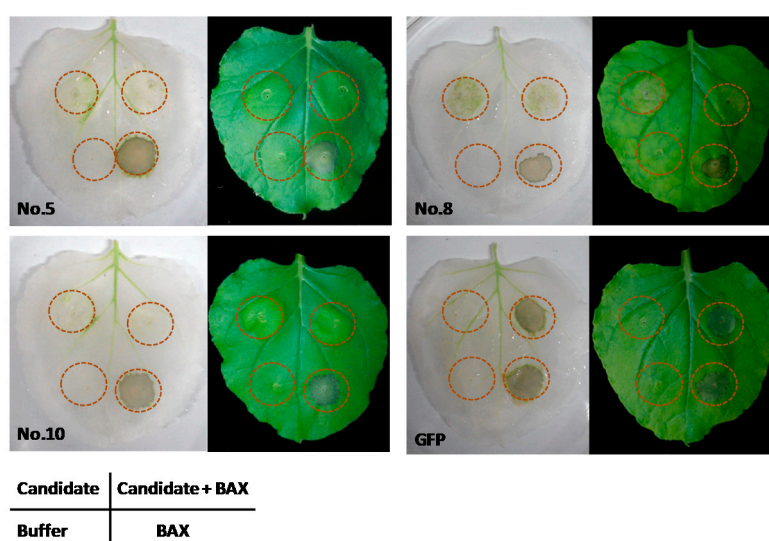 No.5
No.8
No.10
GFP
Candidate Candidate + BAX
Buffer BAX